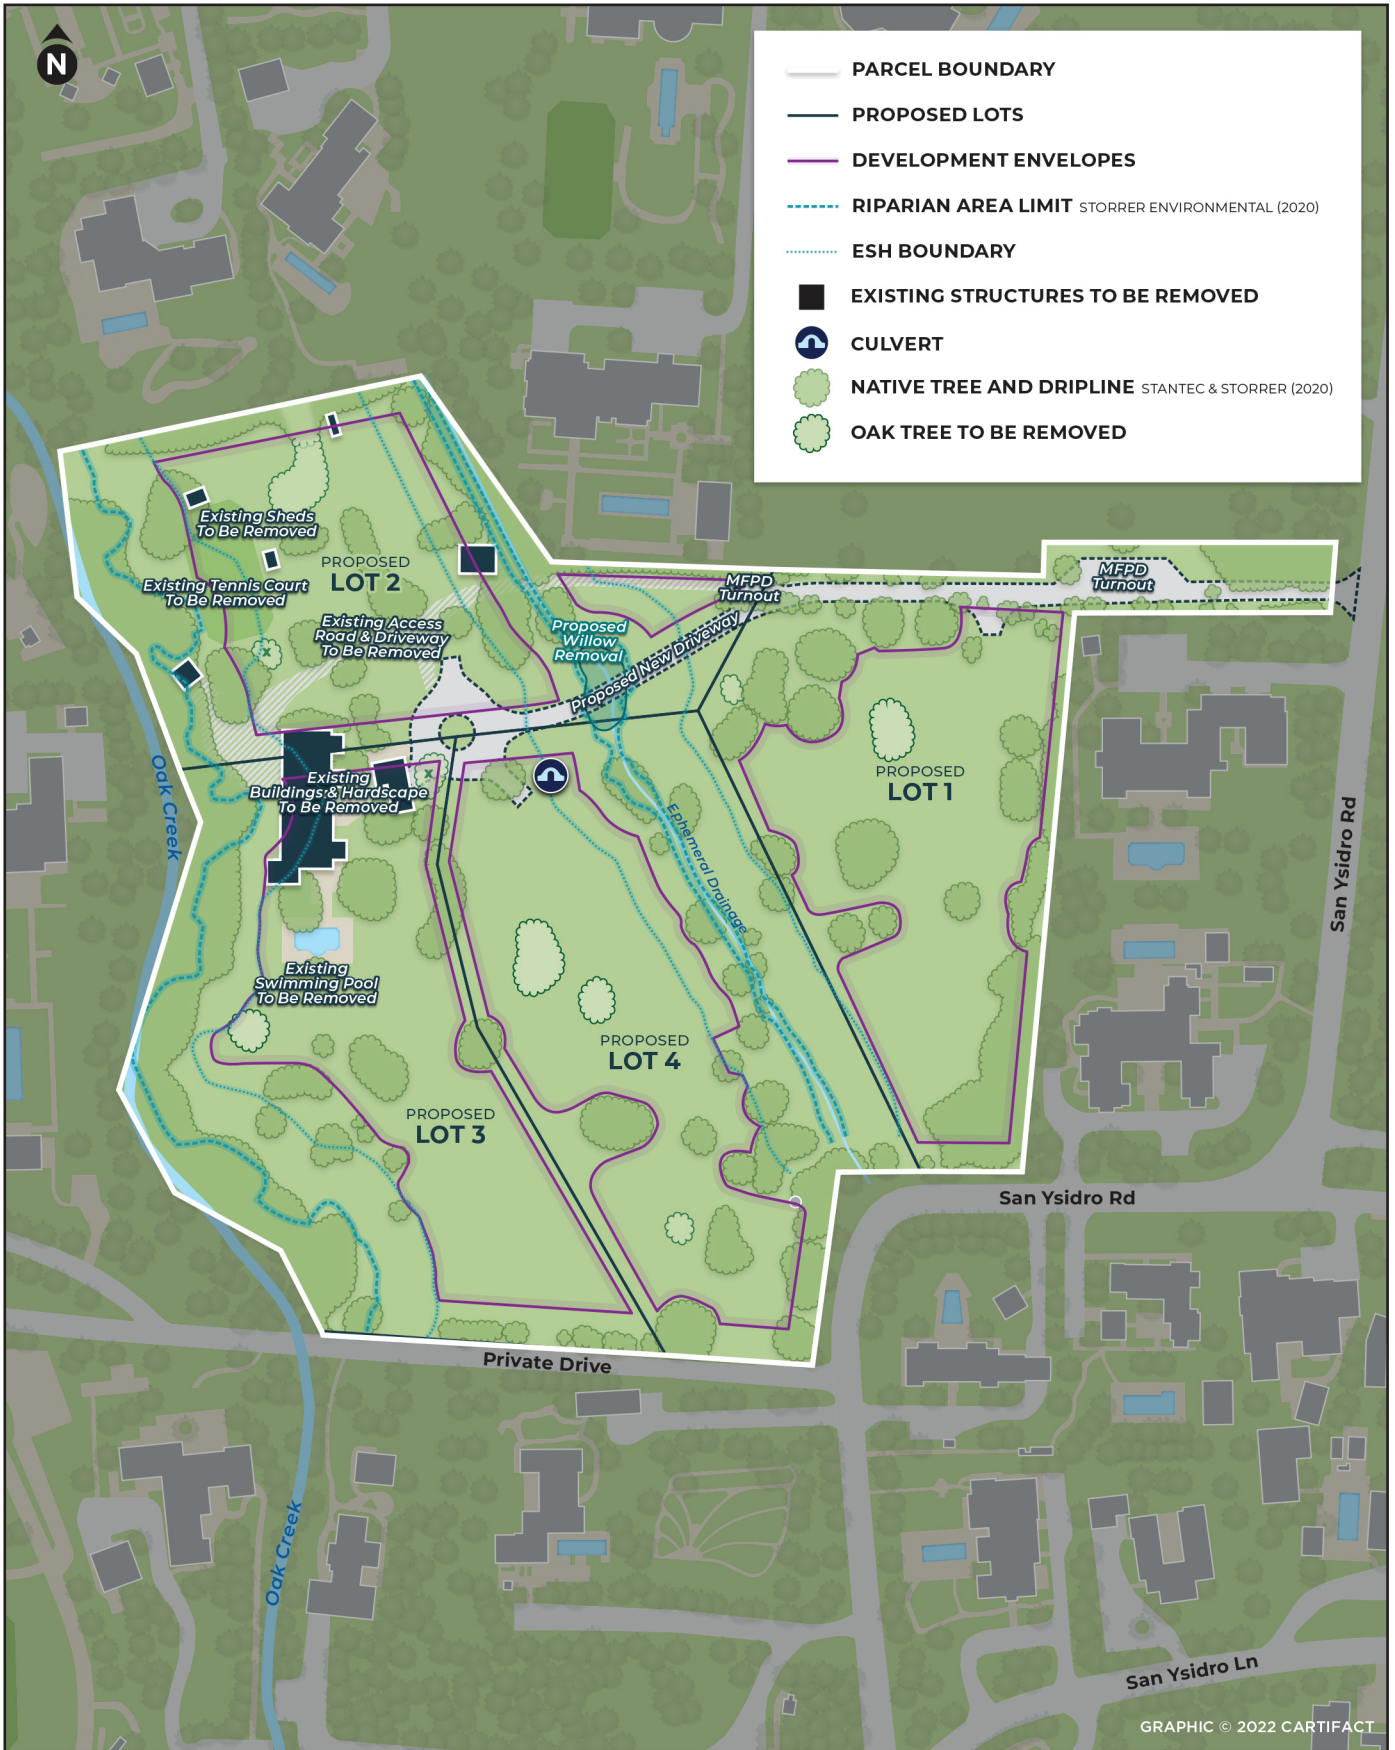 N
PARCEL BOUNDARY
PROPOSED LOTS
DEVELOPMENT ENVELOPES
RIPARIAN AREA LIMIT STORRER ENVIRONMENTAL (2020)
ESH BOUNDARY
EXISTING STRUCTURES TO BE REMOVED
CULVERT
NATIVE TREE AND DRIPLINE STANTEC & STORRER (2020)
OAK TREE TO BE REMOVED
Existing Sheds
To Be Removed
PROPOSED
LOT 2
Existing Tennis Court
To Be Removed
Existing Access
Road & Driveway
To Be Removed
x
Proposed
Willow
Removal
MFPD
Turnout
MFPD
Turnout
Proposed New Driveway
Existing
Buildings & Hardscape
To Be Removed
x
PROPOSED
LOT 1
Oak Creek
Ephemeral Drainage
San Ysidro Rd
Existing
Swimming Pool
To Be Removed
PROPOSED
LOT 4
PROPOSED
LOT 3
San Ysidro Rd
Private Drive
Oak Creek
San Ysidro Ln
GRAPHIC © 2022 CARTIFACT